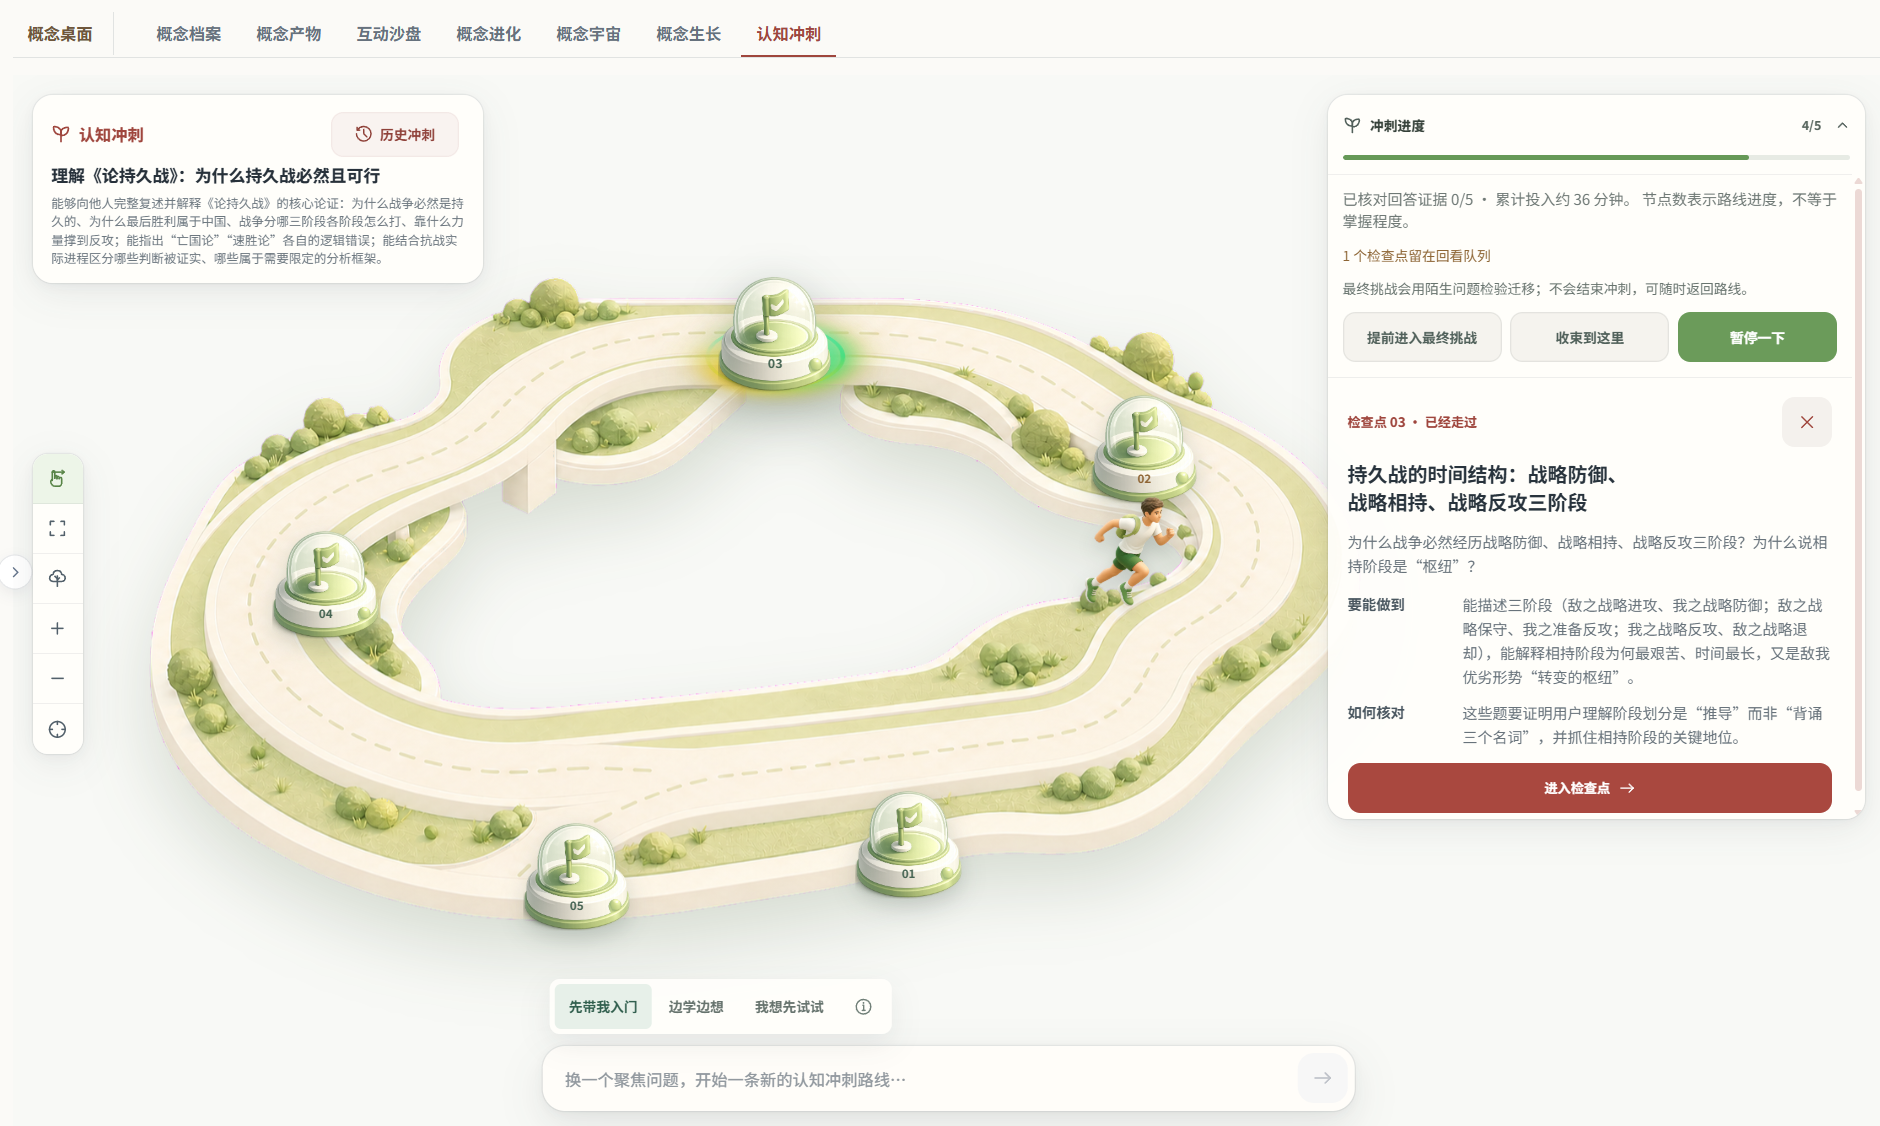 概念桌面
概念档案
概念产物
互动沙盘
概念进化
概念宇宙
概念生长
认知冲刺
认知冲刺
历史冲刺
理解《论持久战》：为什么持久战必然且可行
能够向他人完整复述并解释《论持久战》的核心论证：为什么战争必然是持
久的、为什么最后胜利属于中国、战争分哪三阶段各阶段怎么打、靠什么力
量撑到反攻；能指出“亡国论”“速胜论”各自的逻辑错误；能结合抗战实
际进程区分哪些判断被证实、哪些属于需要限定的分析框架。
03
02
04
01
05
冲刺进度
4/5
已核对回答证据 0/5 · 累计投入约 36 分钟。 节点数表示路线进度，不等于
掌握程度。
1 个检查点留在回看队列
最终挑战会用陌生问题检验迁移；不会结束冲刺，可随时返回路线。
提前进入最终挑战
收束到这里
暂停一下
检查点 03 · 已经走过
持久战的时间结构：战略防御、
战略相持、战略反攻三阶段
为什么战争必然经历战略防御、战略相持、战略反攻三阶段？为什么说相
持阶段是“枢纽”？
要能做到
能描述三阶段（敌之战略进攻、我之战略防御；敌之战
略保守、我之准备反攻；我之战略反攻、敌之战略退
却），能解释相持阶段为何最艰苦、时间最长，又是敌我
优劣形势“转变的枢纽”。
如何核对
这些题要证明用户理解阶段划分是“推导”而非“背诵
三个名词”，并抓住相持阶段的关键地位。
进入检查点 →
先带我入门
边学边想
我想先试试
换一个聚焦问题，开始一条新的认知冲刺路线…